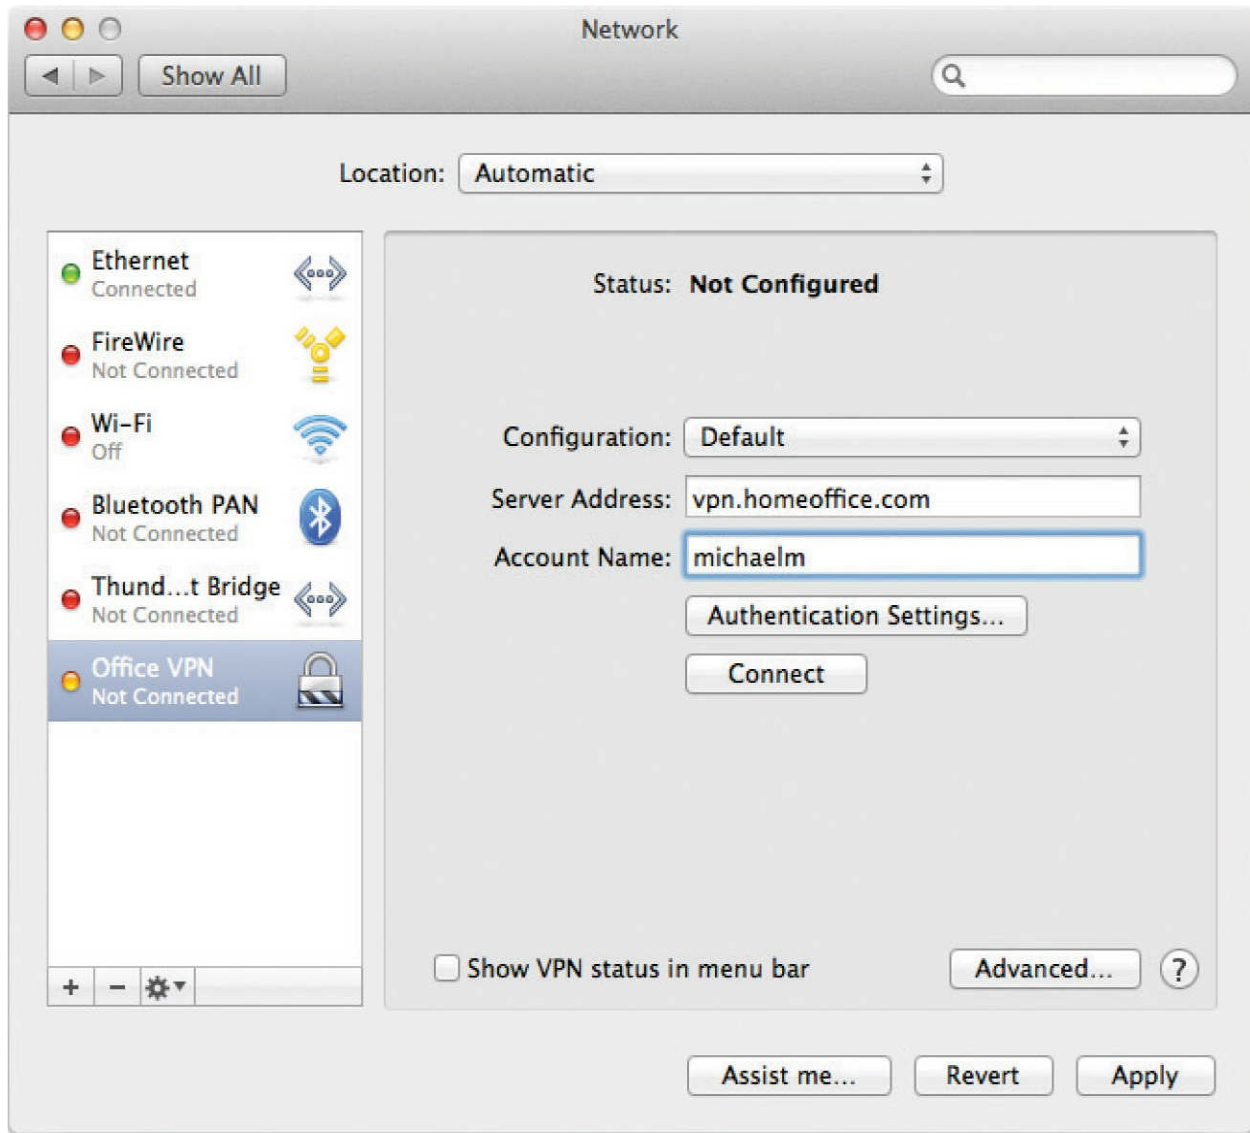 Network
Show All
Location: Automatic
Ethernet
Connected
FireWire
Not Connected
Wi-Fi
Off
Bluetooth PAN
Not Connected
Thund...t Bridge
Not Connected
Office VPN
Not Connected
Status: Not Configured
Configuration: Default
Server Address: vpn.homeoffice.com
Account Name: michaelm
Authentication Settings...
Connect
Show VPN status in menu bar
Advanced...
?
Assist me...
Revert
Apply